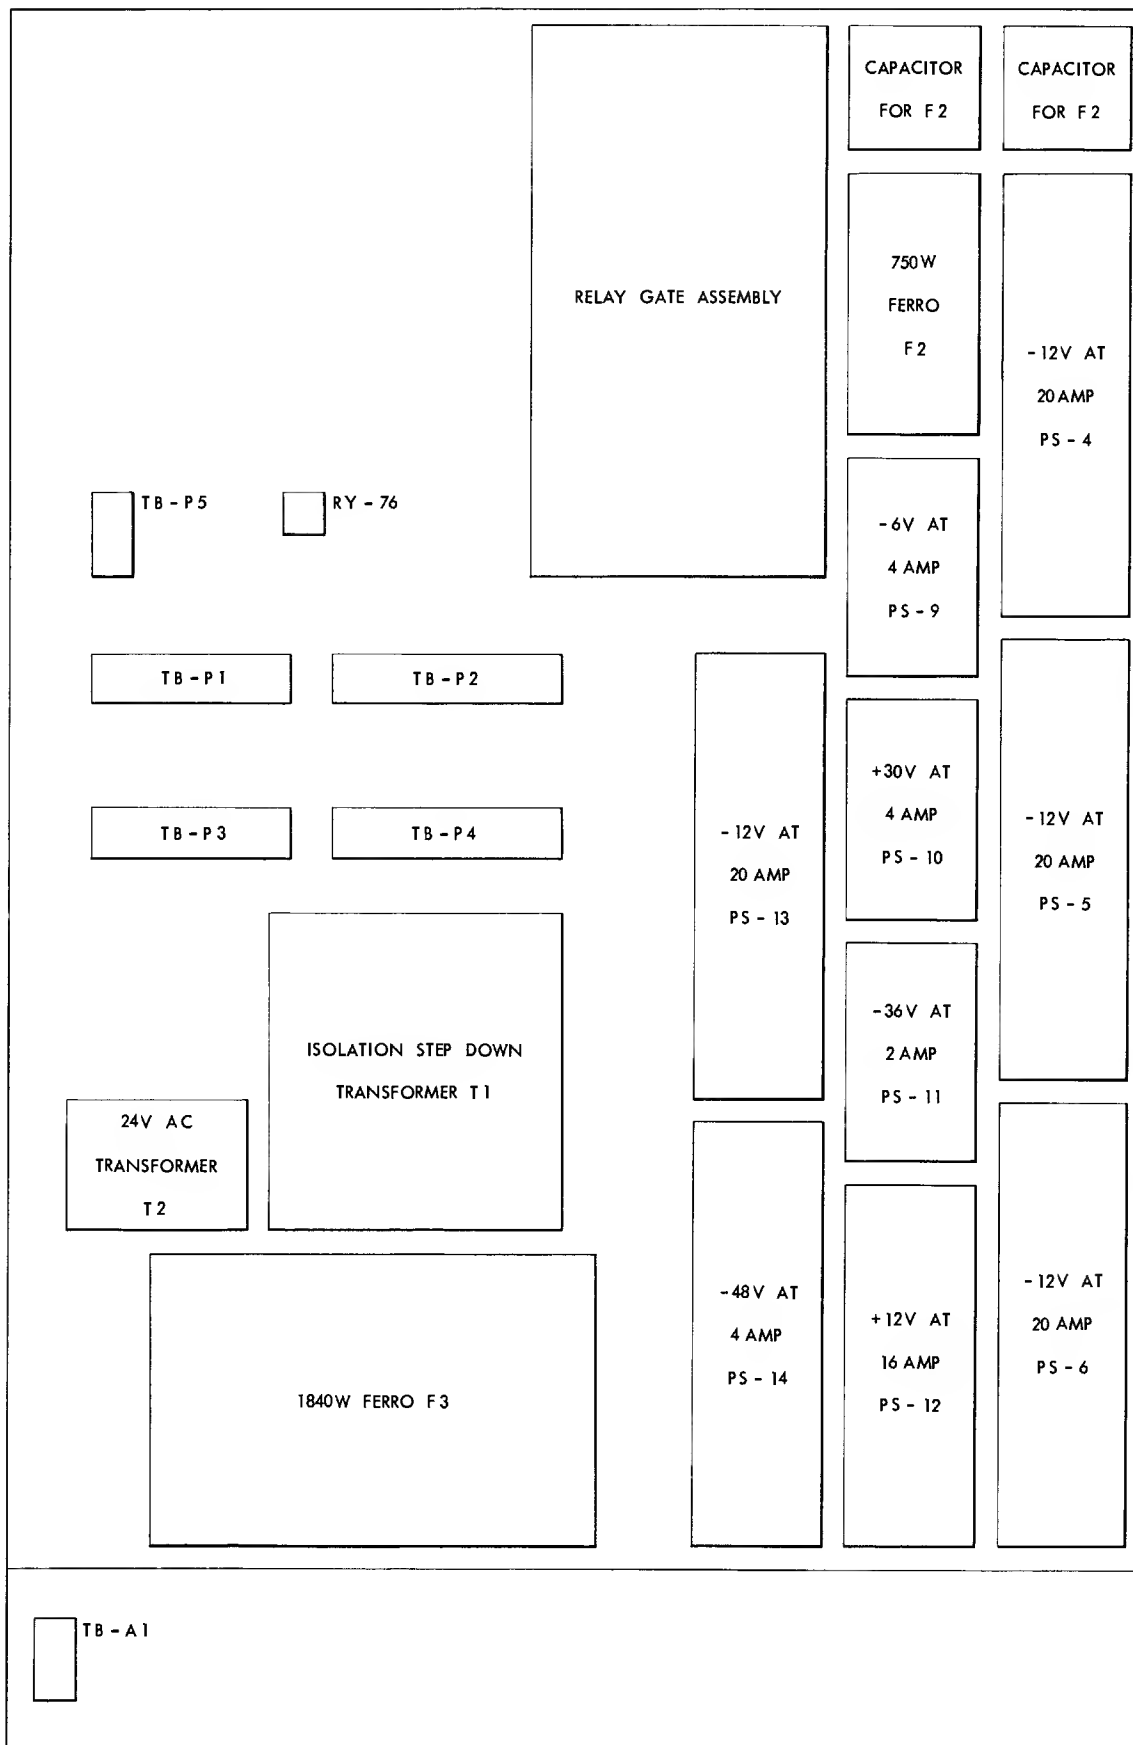 CAPACITOR
FOR F2
CAPACITOR
FOR F2
RELAY GATE ASSEMBLY
750W
FERRO
F2
-12V AT
20 AMP
PS-4
TB-P5
RY-76
-6V AT
4 AMP
PS-9
TB-P1
TB-P2
+30V AT
4 AMP
PS-10
TB-P3
TB-P4
-12V AT
20 AMP
PS-13
-12V AT
20 AMP
PS-5
-36V AT
2 AMP
PS-11
ISOLATION STEP DOWN
TRANSFORMER T1
24V AC
TRANSFORMER
T2
-48V AT
4 AMP
PS-14
+12V AT
16 AMP
PS-12
-12V AT
20 AMP
PS-6
1840W FERRO F3
TB-A1